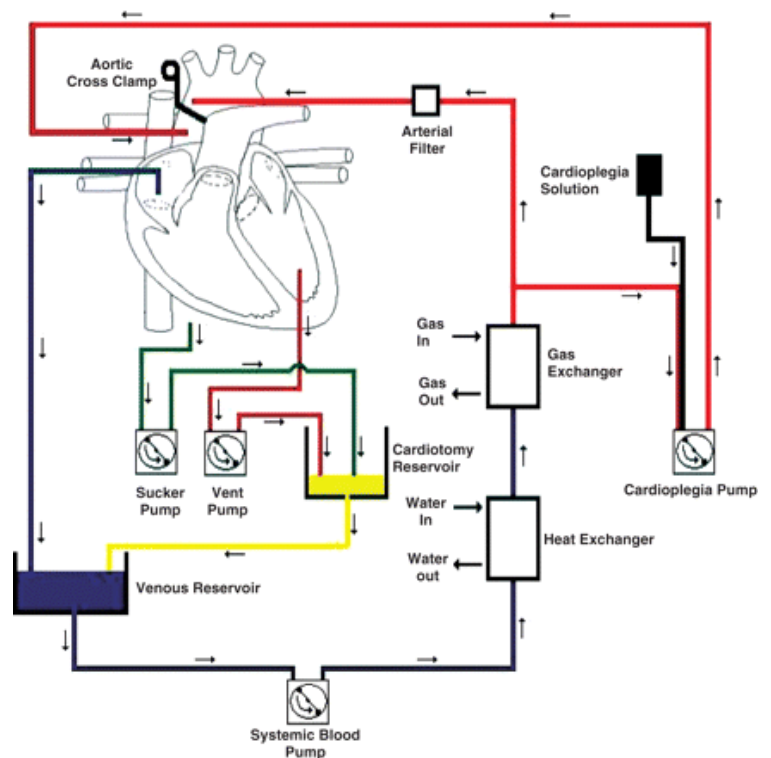 Aortic
Cross Clamp
Arterial
Filter
Cardioplegia
Solution
Gas
In
Gas
Exchanger
Gas
Out
Cardiotomy
Reservoir
Sucker
Pump
Vent
Pump
Cardioplegia Pump
Water
In
Heat Exchanger
Water
out
Venous Reservoir
Systemic Blood
Pump